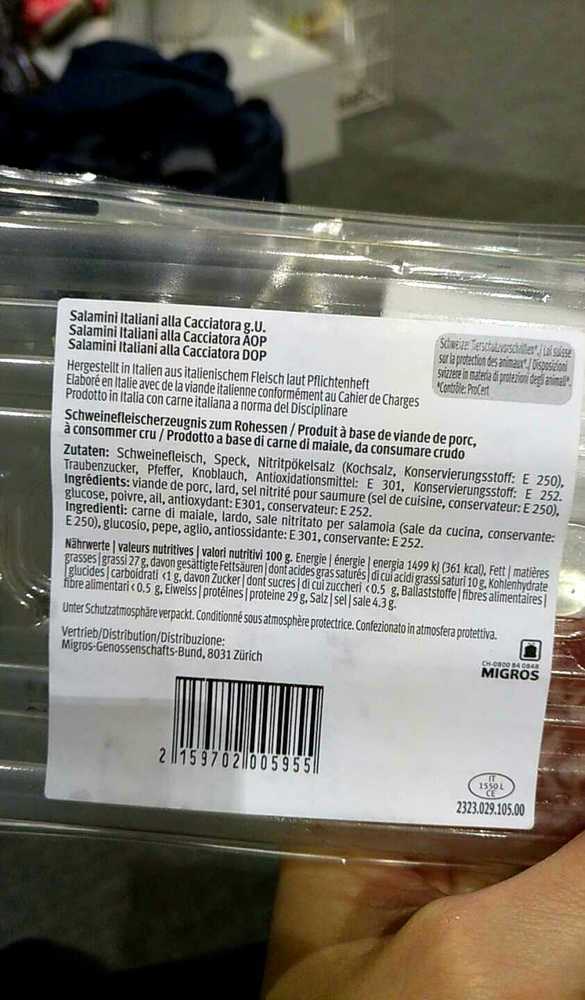 Salamini Italiani alla Cacciatora g.U.
Salamini Italiani alla Cacciatora AOP
Salamini Italiani alla Cacciatora DOP
Schweizer Tierschutzvorschriften*./ Loi suisse
sur la protection des animaux*./ Disposizioni
svizzere in materia di protezioni degli animali*.
*Contrôle: ProCert
Hergestellt in Italien aus italienischem Fleisch laut Pflichtenheft
Elaboré en Italie avec de la viande italienne conformément au Cahier de Charges
Prodotto in Italia con carne italiana a norma del Disciplinare
Schweinefleischerzeugnis zum Rohessen / Produit à base de viande de porc,
à consommer cru / Prodotto a base di carne di maiale, da consumare crudo
Zutaten: Schweinefleisch, Speck, Nitritpökelsalz (Kochsalz, Konservierungsstoff: E 250),
Traubenzucker, Pfeffer, Knoblauch, Antioxidationsmittel: E 301, Konservierungsstoff: E 252.
Ingrédients: viande de porc, lard, sel nitrité pour saumure (sel de cuisine, conservateur: E 250),
glucose, poivre, ail, antioxydant: E301, conservateur: E 252.
Ingredienti: carne di maiale, lardo, sale nitritato per salamoia (sale da cucina, conservante:
E 250), glucosio, pepe, aglio, antiossidante: E 301, conservante: E 252.
Nährwerte | valeurs nutritives | valori nutritivi 100 g. Energie | énergie | energia 1499 kJ (361 kcal), Fett | matières
grasses | grassi 27 g, davon gesättigte Fettsäuren | dont acides gras saturés | di cui acidi grassi saturi 10 g, Kohlenhydrate
| glucides | carboidrati <1 g, davon Zucker | dont sucres | di cui zuccheri <0.5 g, Ballaststoffe | fibres alimentaires |
fibre alimentari <0.5 g, Eiweiss | protéines | proteine 29 g, Salz | sel | sale 4.3 g.
Unter Schutzatmosphäre verpackt. Conditionné sous atmosphère protectrice. Confezionato in atmosfera protettiva.
Vertrieb/Distribution/Distribuzione:
Migros-Genossenschafts-Bund, 8031 Zürich
CH-0800 84 0848
MIGROS
2 159702 005955
IT
1550 L
CE
2323.029.105.00